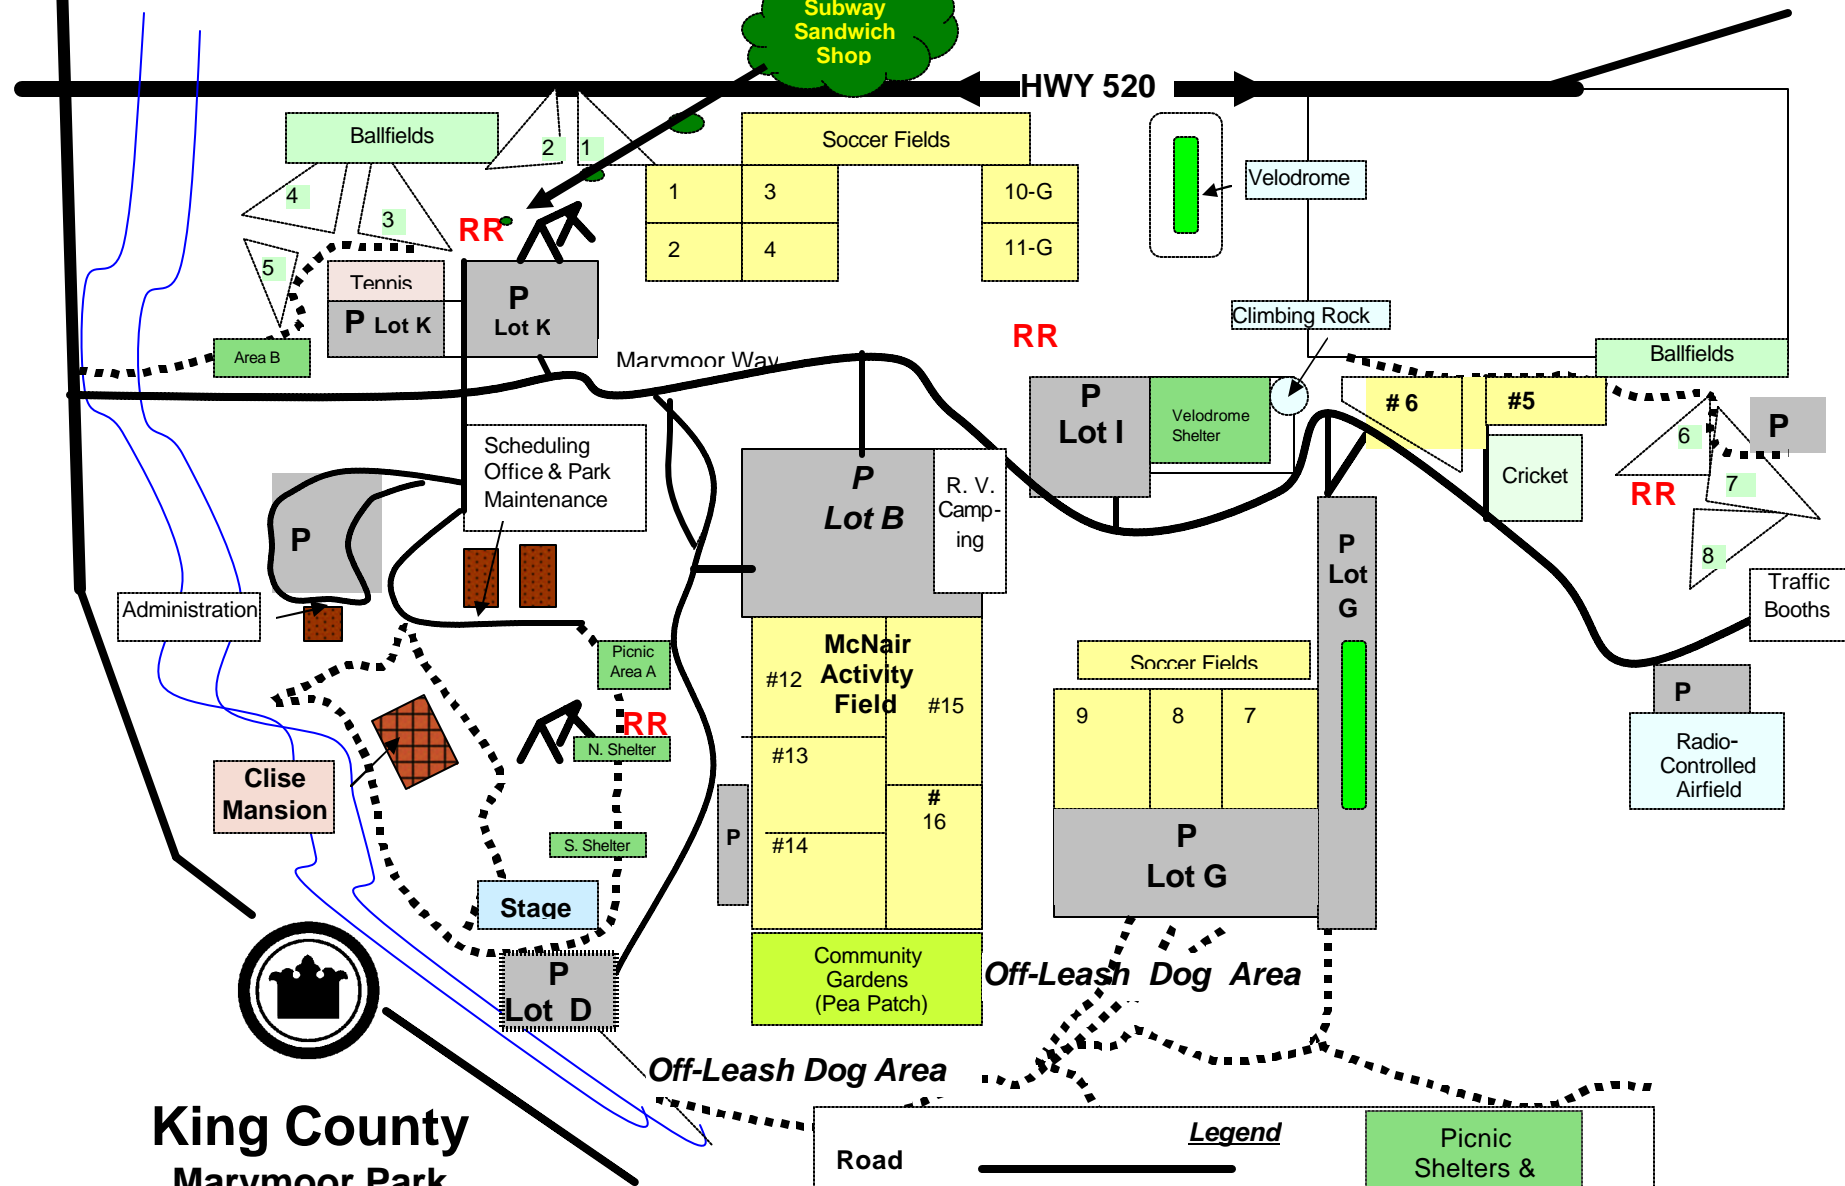 Subway
Sandwich
Shop
HWY 520
Ballfields
2
1
Soccer Fields
4
3
5
RR
1
3
2
4
10-G
11-G
Velodrome
Tennis
P Lot K
P
Lot K
Area B
Marymoor Way
RR
Climbing Rock
Ballfields
P
Lot I
Velodrome
Shelter
# 6
#5
Cricket
6
7
8
P
RR
Scheduling
Office & Park
Maintenance
P
Lot B
R. V.
Camp-
ing
P
Administration
P
Lot
G
Traffic
Booths
Picnic
Area A
McNair
Activity
Field
#12
#15
#13
#14
#
16
Soccer Fields
9
8
7
P
Radio-
Controlled
Airfield
RR
N. Shelter
Clise
Mansion
S. Shelter
P
P
Lot G
Stage
P
Lot D
Community
Gardens
(Pea Patch)
Off-Leash Dog Area
Off-Leash Dog Area
King County
Marymoor Park
Legend
Road
Picnic
Shelters &